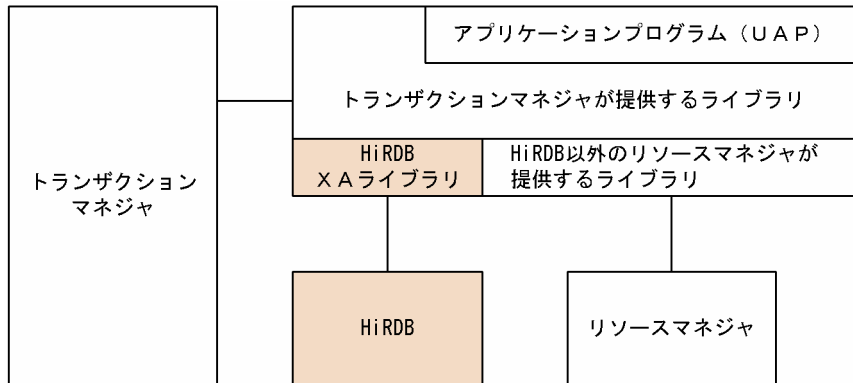 アプリケーションプログラム（ＵＡＰ）
トランザクションマネジャが提供するライブラリ
HiRDB
ＸＡライブラリ
HiRDB以外のリソースマネジャが
提供するライブラリ
トランザクション
マネジャ
HiRDB
リソースマネジャ